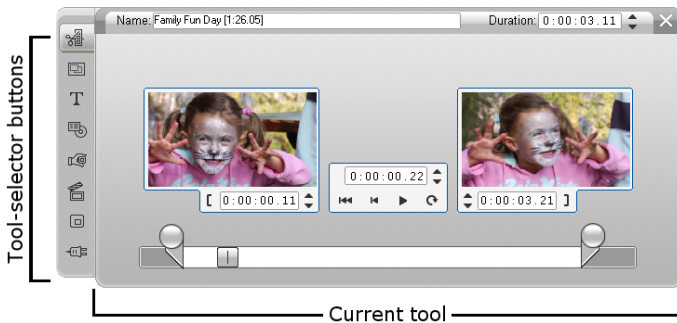 Name: Family Fun Day [1:26.05]
Duration: 0:00:03.11
Tool-selector buttons
T
0:00:00.22
[ 0:00:00.11
0:00:03.21 ]
Current tool